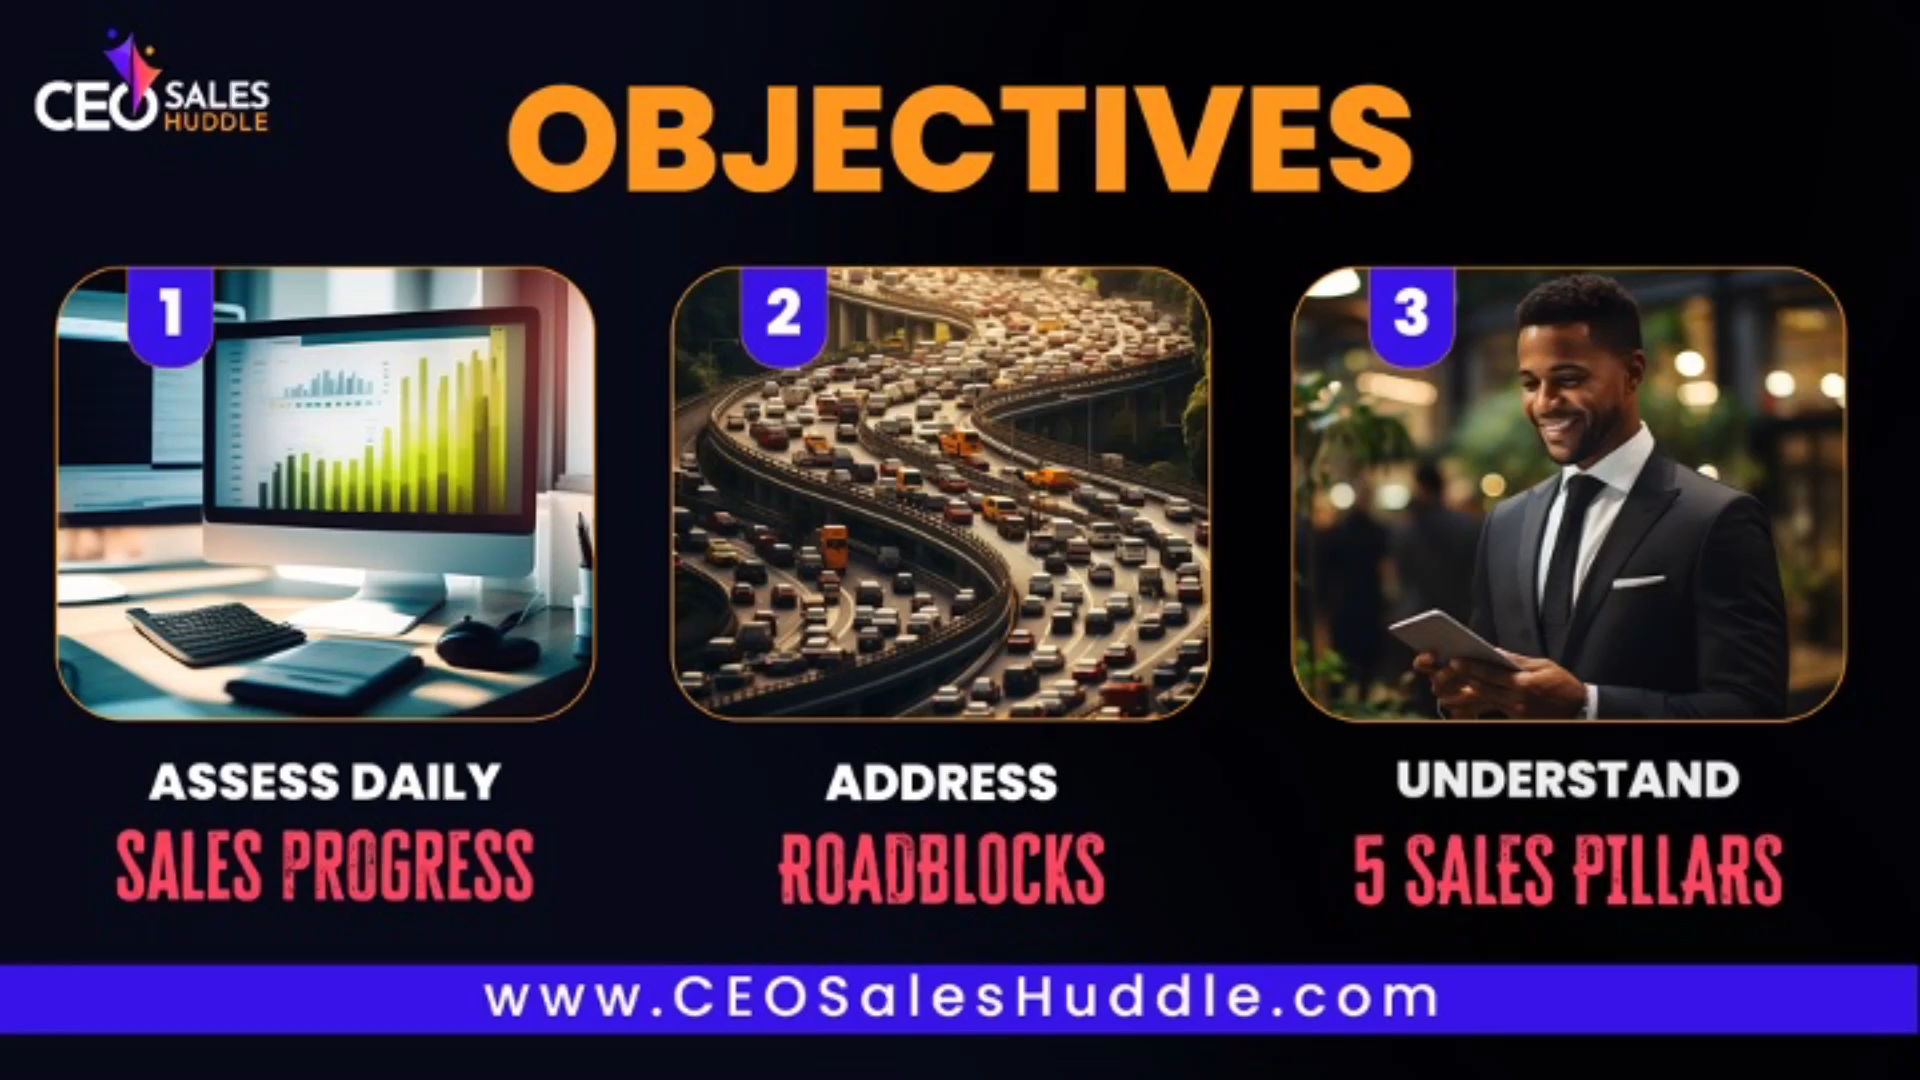 CEO SALES
HUDDLE
OBJECTIVES
1
2
3
ASSESS DAILY
SALES PROGRESS
ADDRESS
ROADBLOCKS
UNDERSTAND
5 SALES PILLARS
www.CEOSalesHuddle.com